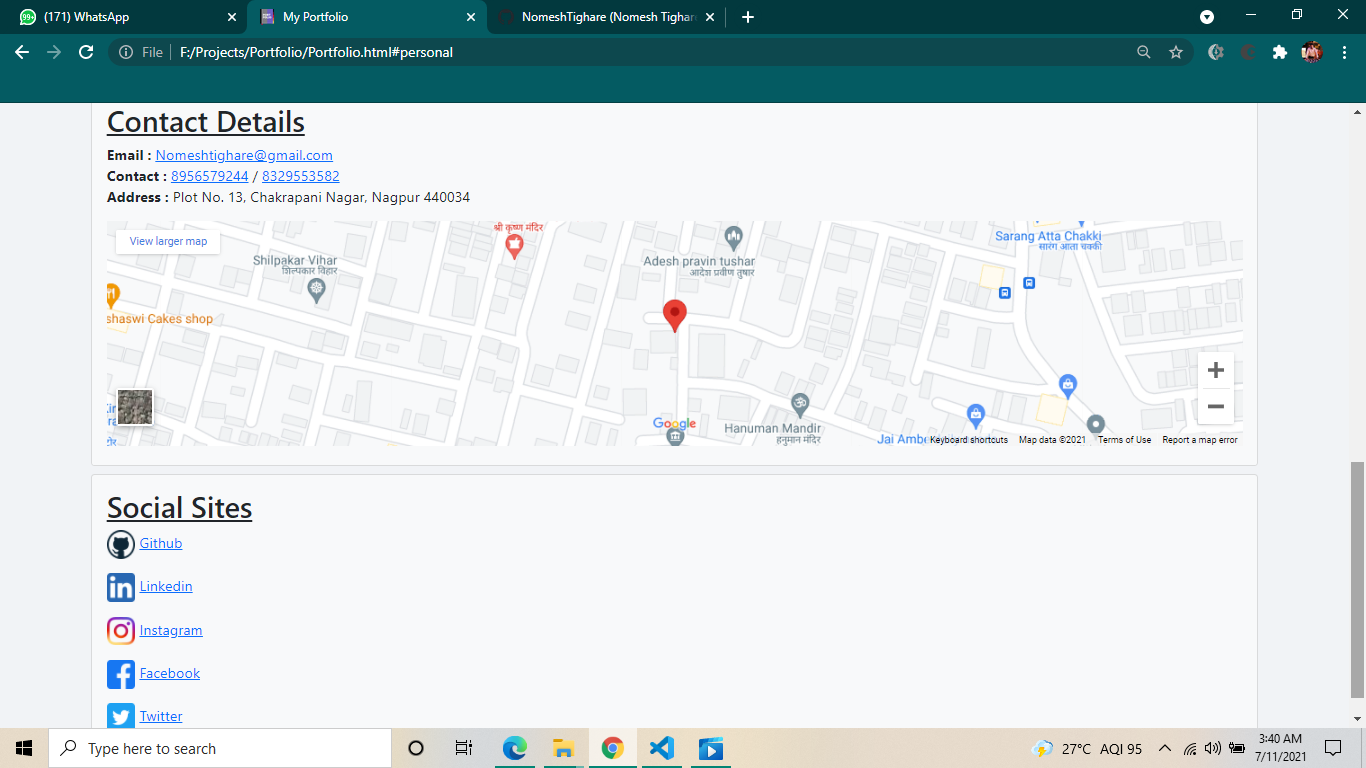 (171) WhatsApp
My Portfolio
NomeshTighare (Nomesh Tighar
File
F:/Projects/Portfolio/Portfolio.html#personal
Contact Details
Email : Nomeshtighare@gmail.com
Contact : 8956579244 / 8329553582
Address : Plot No. 13, Chakrapani Nagar, Nagpur 440034
View larger map
श्री कृष्ण मंदिर
Shilpakar Vihar
शिल्पकार विहार
Adesh pravin tushar
आदेश प्रवीण तुषार
Sarang Atta Chakki
सारंग आता चक्की
shaswi Cakes shop
Google
Hanuman Mandir
हनुमान मंदिर
Jai Amb
Keyboard shortcuts
Map data ©2021
Terms of Use
Report a map error
Social Sites
Github
Linkedin
Instagram
Facebook
Twitter
Type here to search
27°C AQI 95
3:40 AM
7/11/2021